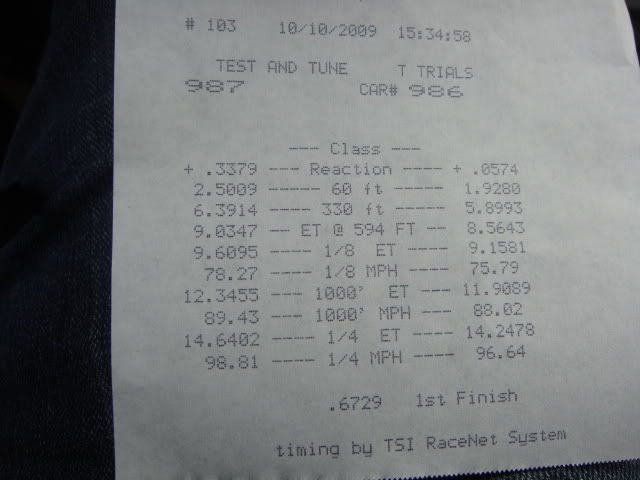 # 103 10/10/2009 15:34:58
TEST AND TUNE T TRIALS
987 CAR# 986
--- Class ---
+ .3379 --- Reaction ---- + .0574
2.5009 ----- 60 ft ----- 1.9280
6.3914 ---- 330 ft ----- 5.8993
9.0347 -- ET @ 594 FT -- 8.5643
9.6095 ---- 1/8 ET ---- 9.1581
78.27 ---- 1/8 MPH ---- 75.79
12.3455 --- 1000' ET --- 11.9089
89.43 --- 1000' MPH --- 88.02
14.6402 ---- 1/4 ET ---- 14.2478
98.81 ---- 1/4 MPH ---- 96.64
.6729 1st Finish
timing by TSI RaceNet System